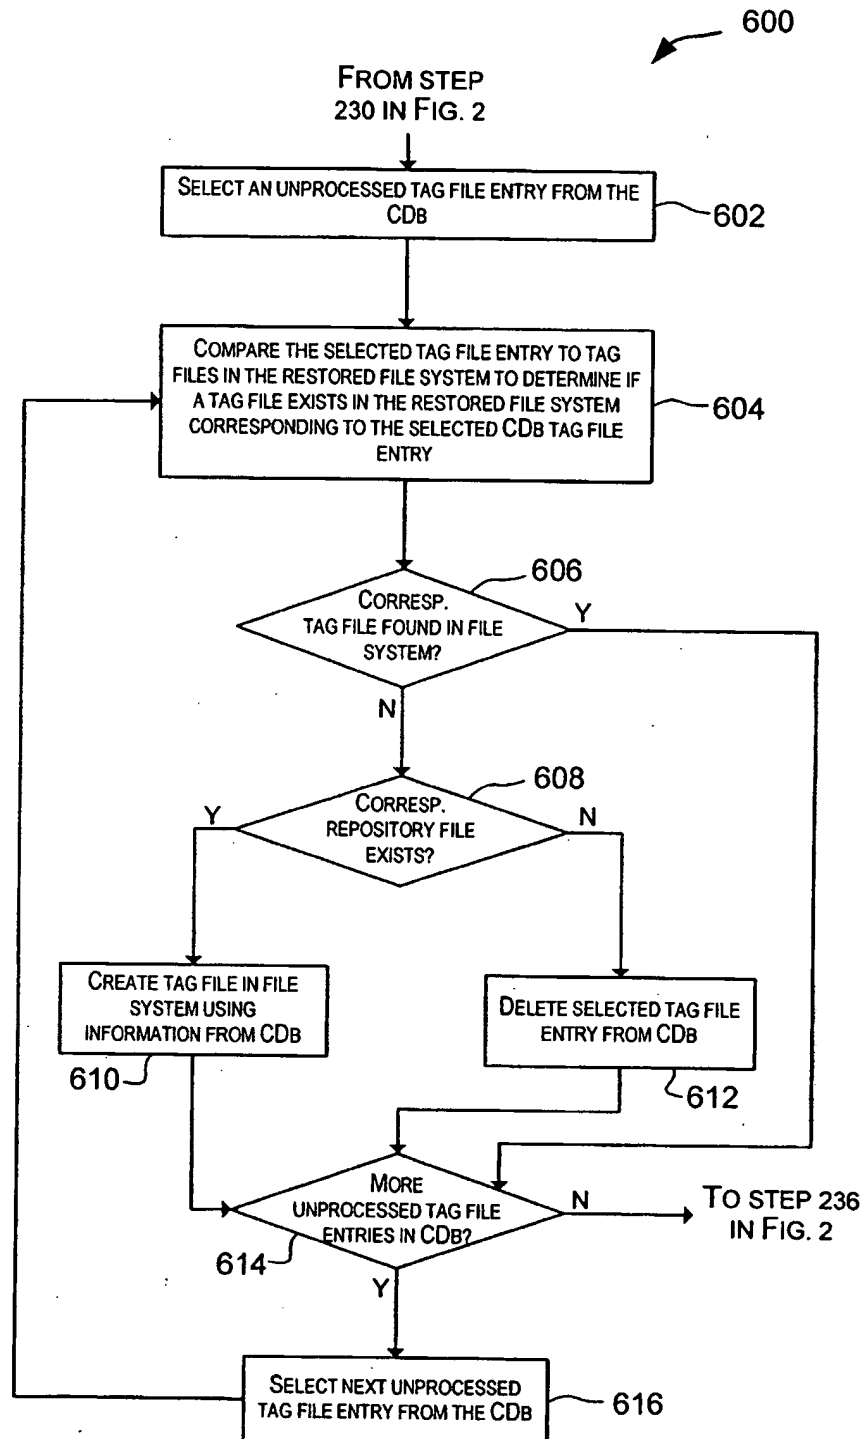 600
FROM STEP
230 IN FIG. 2
SELECT AN UNPROCESSED TAG FILE ENTRY FROM THE
CDB
602
COMPARE THE SELECTED TAG FILE ENTRY TO TAG
FILES IN THE RESTORED FILE SYSTEM TO DETERMINE IF
A TAG FILE EXISTS IN THE RESTORED FILE SYSTEM
CORRESPONDING TO THE SELECTED CDB TAG FILE
ENTRY
604
606
CORRESP.
TAG FILE FOUND IN FILE
SYSTEM?
Y
N
608
CORRESP.
REPOSITORY FILE
EXISTS?
Y
N
CREATE TAG FILE IN FILE
SYSTEM USING
INFORMATION FROM CDB
610
DELETE SELECTED TAG FILE
ENTRY FROM CDB
612
MORE
UNPROCESSED TAG FILE
ENTRIES IN CDB?
614
N
TO STEP 236
IN FIG. 2
Y
SELECT NEXT UNPROCESSED
TAG FILE ENTRY FROM THE CDB
616